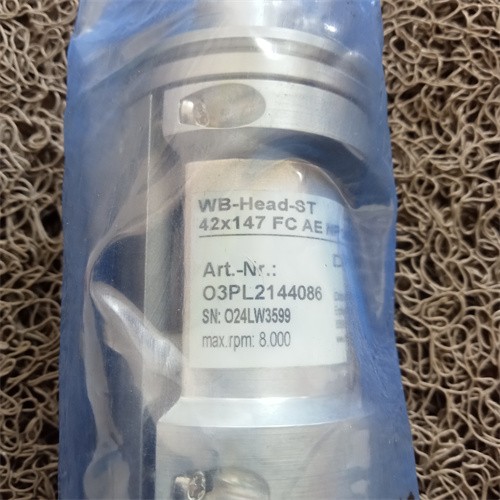 WB-Head-ST
42x147 FC AE
Art.-Nr.:
O3PL2144086
SN: O24LW3599
max.rpm: 8.000